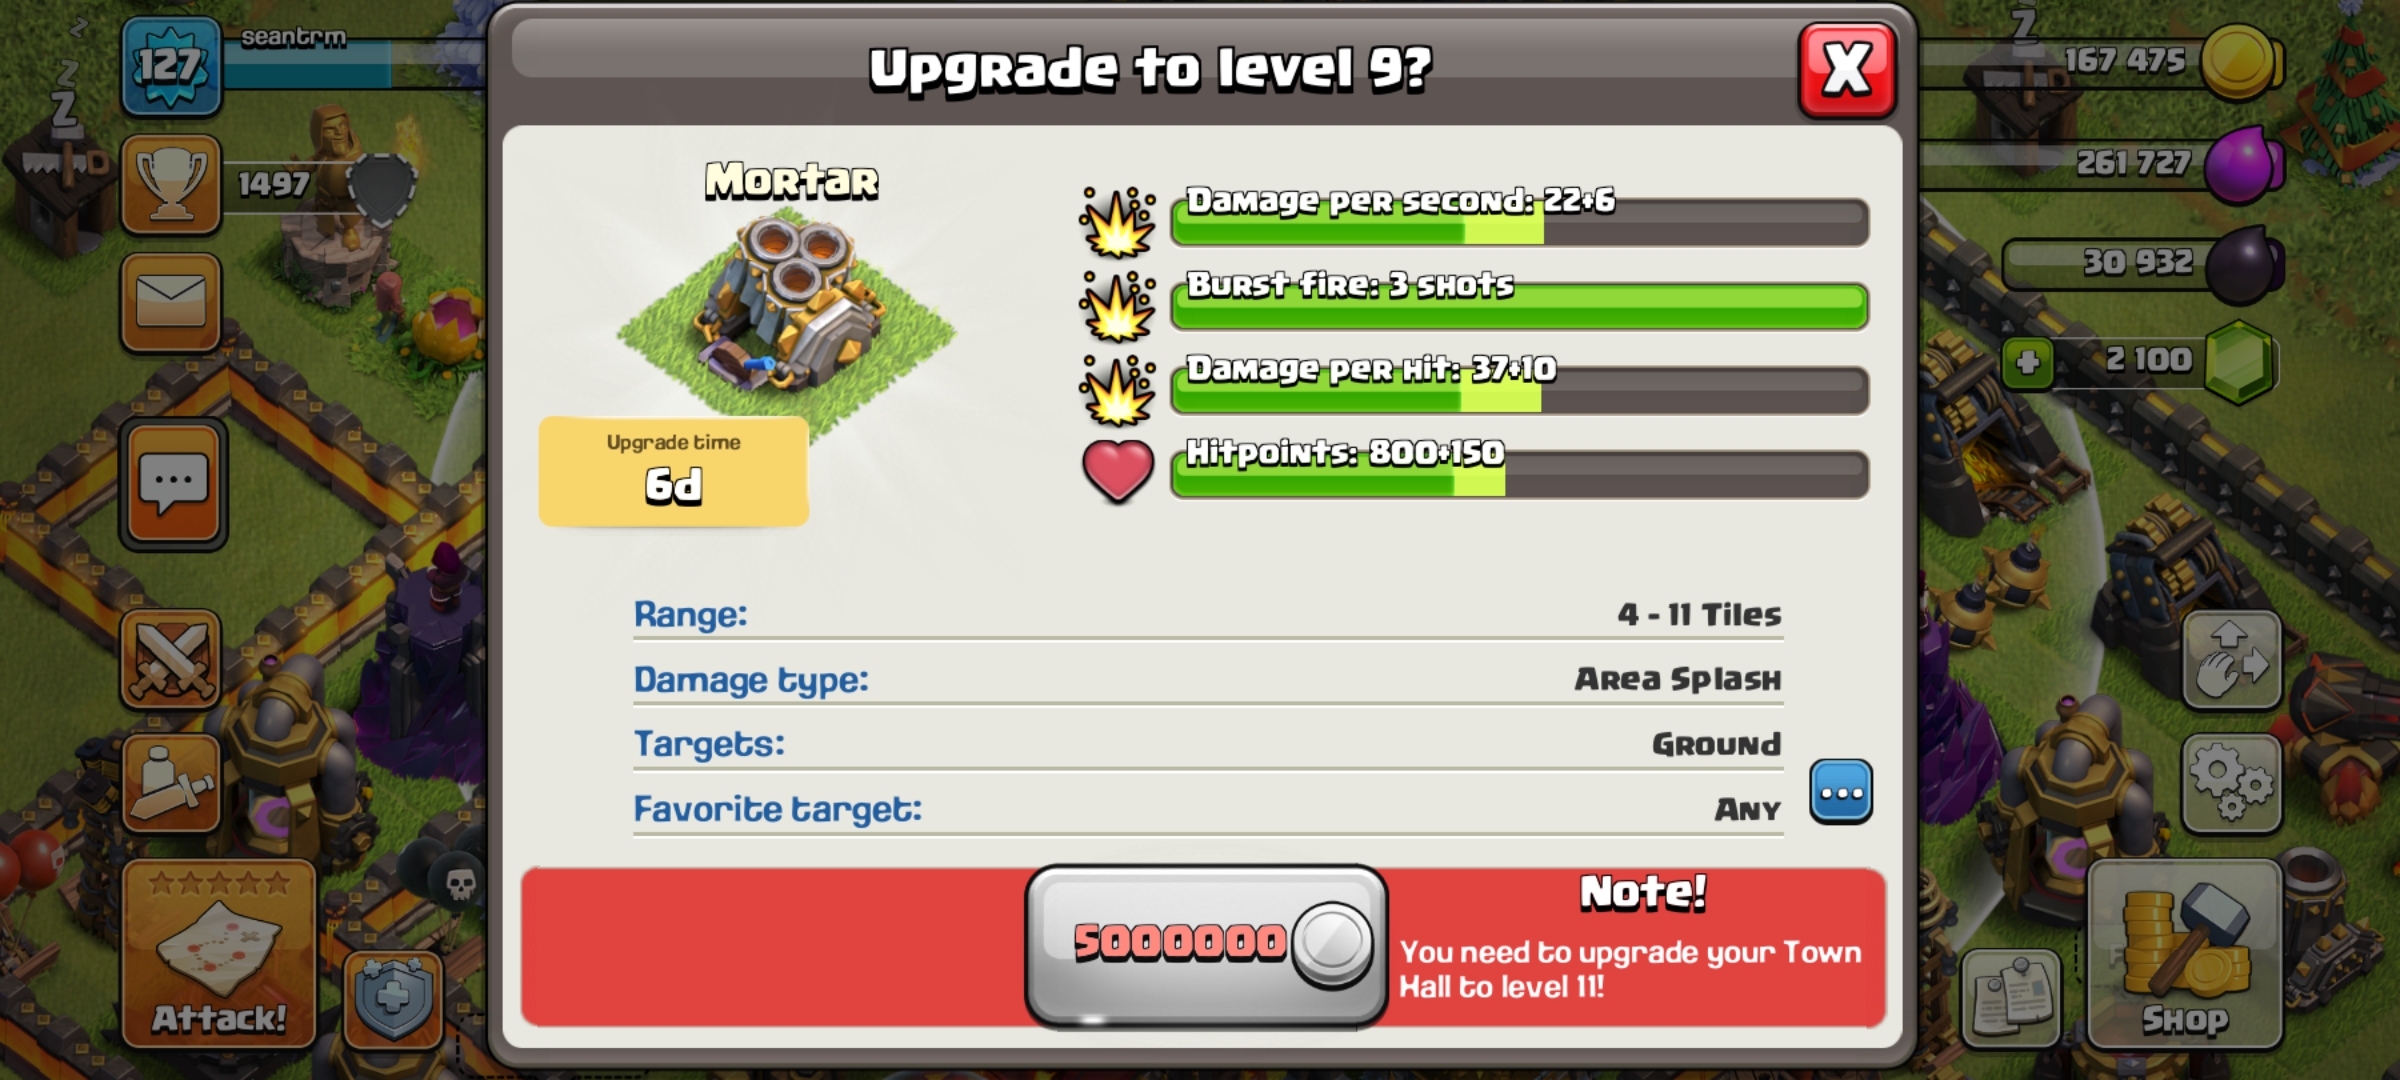 127
seantrm
1497
Attack!
Upgrade to level 9?
X
Mortar
Upgrade time
6d
Damage per second: 22+6
Burst fire: 3 shots
Damage per hit: 37+10
Hitpoints: 800+150
Range: 4 - 11 Tiles
Damage type: Area Splash
Targets: Ground
Favorite target: Any
5000000
Note!
You need to upgrade your Town
Hall to level 11!
Z
Z
Z
Z
167 475
261 727
30 932
2 100
Shop